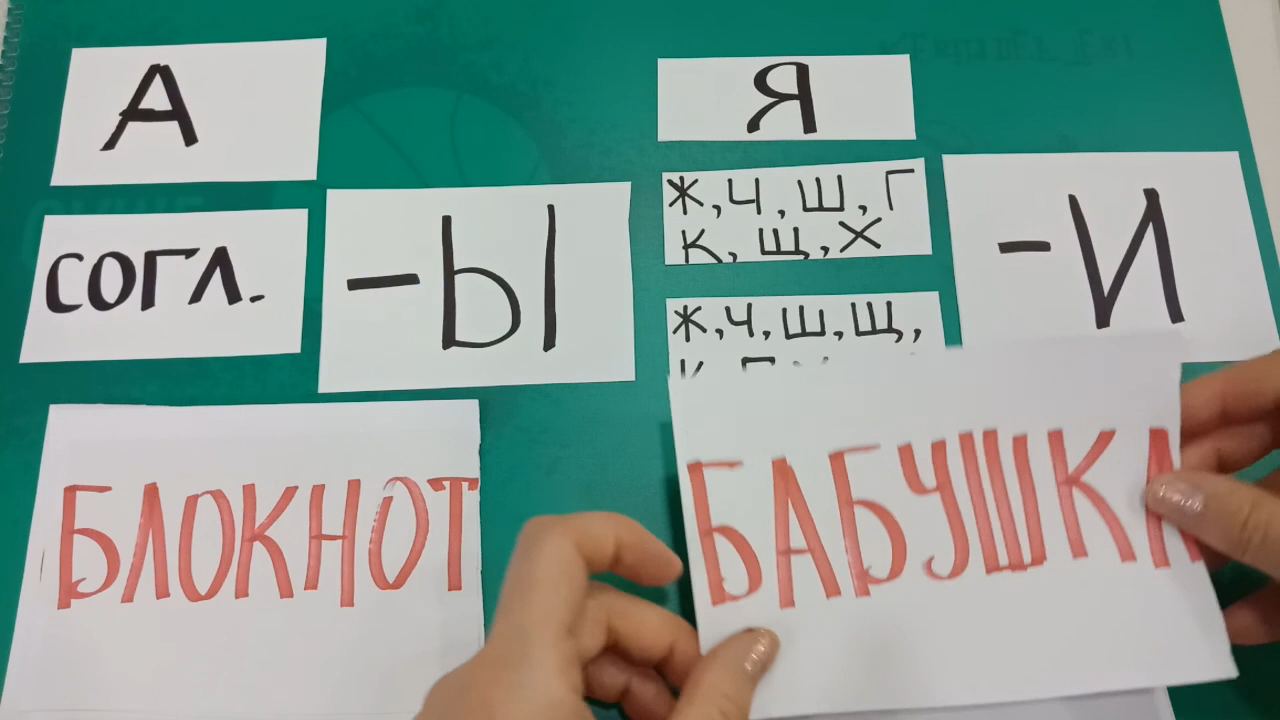 А
СОГЛ.
-Ы
Я
Ж,Ч,Ш,Г
К,Щ,Х
-И
Ж,Ч,Ш,Щ,
БЛОКНОТ
БАБУШКА